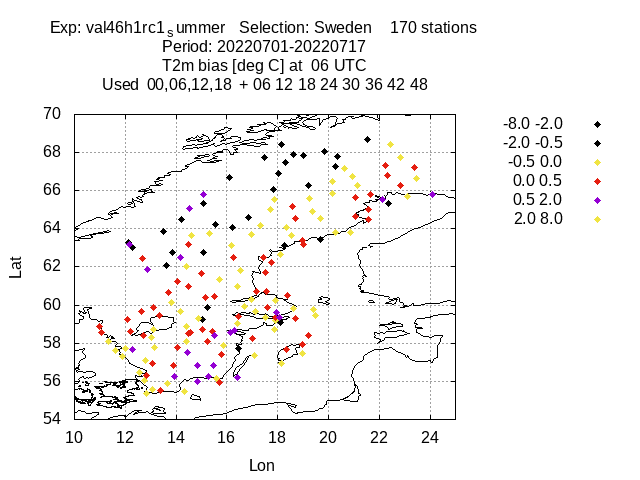 Exp: val46h1rc1summer   Selection: Sweden    170 stations
Period: 20220701-20220717
T2m bias [deg C] at  06 UTC
Used  00,06,12,18  + 06 12 18 24 30 36 42 48
70
68
66
64
62
60
58
56
54
Lat
10 12 14 16 18 20 22 24
Lon
-8.0 -2.0
-2.0 -0.5
-0.5 0.0
0.0 0.5
0.5 2.0
2.0 8.0